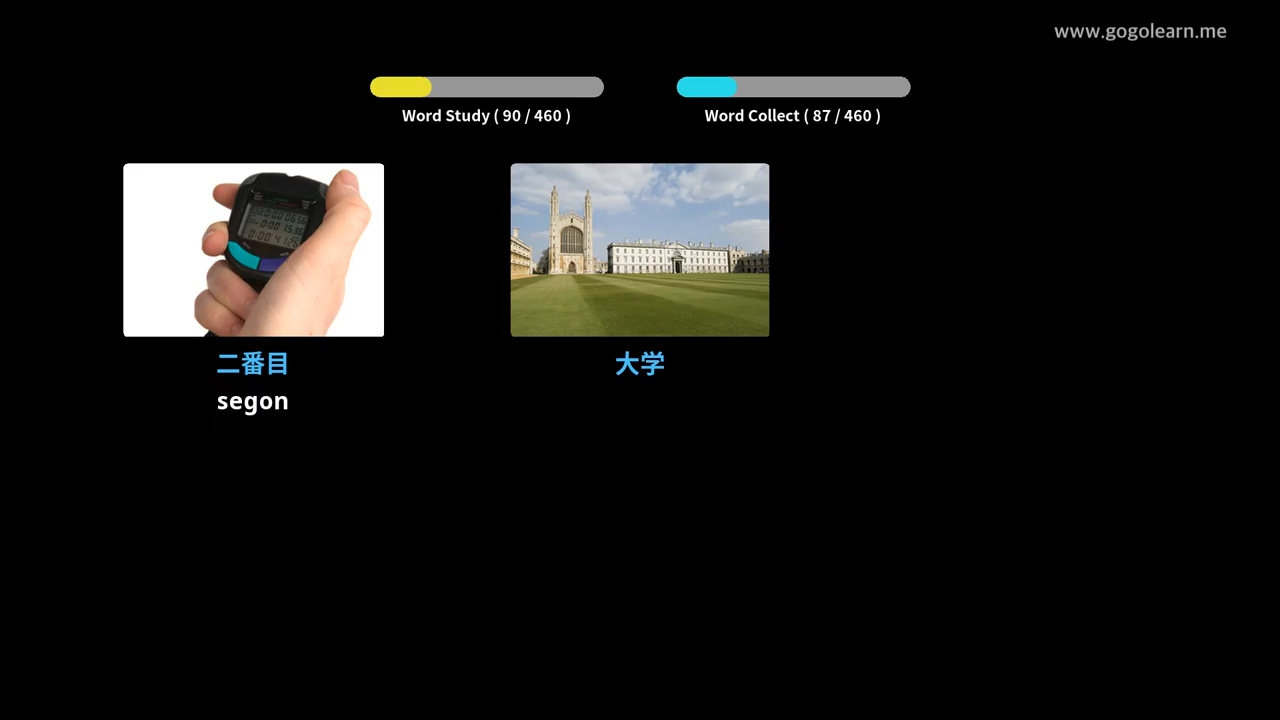 www.gogolearn.me
Word Study ( 90 / 460 )
Word Collect ( 87 / 460 )
二番目
segon
大学